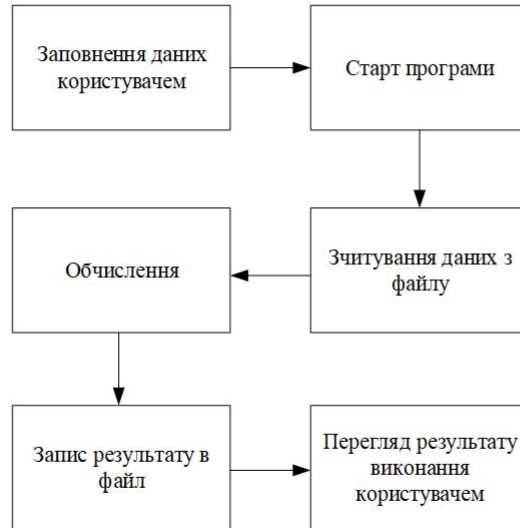 Заповнення даних
користувачем
Старт програми
Зчитування даних з
файлу
Обчислення
Запис результату в
файл
Перегляд результату
виконання
користувачем